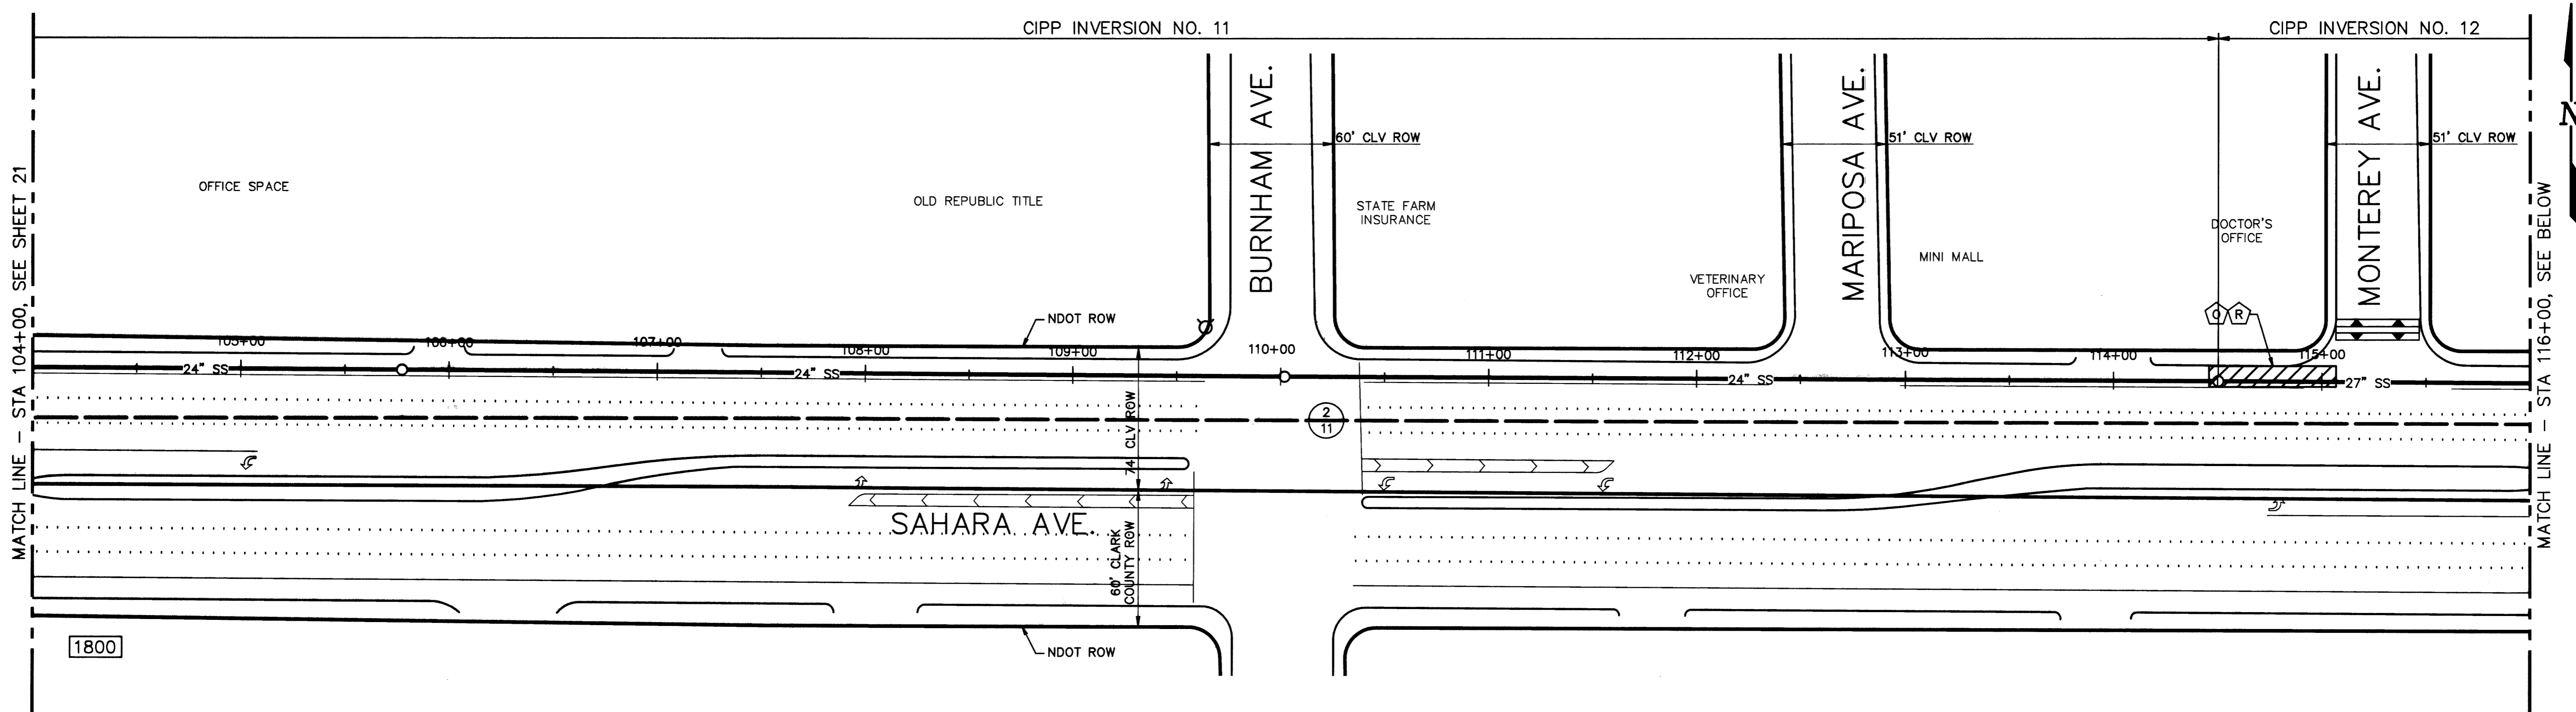 CIPP INVERSION NO. 11
CIPP INVERSION NO. 12
MATCH LINE - STA 104+00, SEE SHEET 21
OFFICE SPACE
OLD REPUBLIC TITLE
BURNHAM AVE.
60' CLV ROW
STATE FARM
INSURANCE
VETERINARY
OFFICE
MARIPOSA AVE.
51' CLV ROW
MINI MALL
DOCTOR'S
OFFICE
MONTEREY AVE.
51' CLV ROW
N
MATCH LINE - STA 116+00, SEE BELOW
NDOT ROW
O R
105+00 106+00 107+00 108+00 109+00 110+00 111+00 112+00 113+00 114+00 115+00
24" SS
24" SS
24" SS
27" SS
2
11
74' CLV ROW
SAHARA AVE.
60' CLARK
COUNTY ROW
1800
NDOT ROW